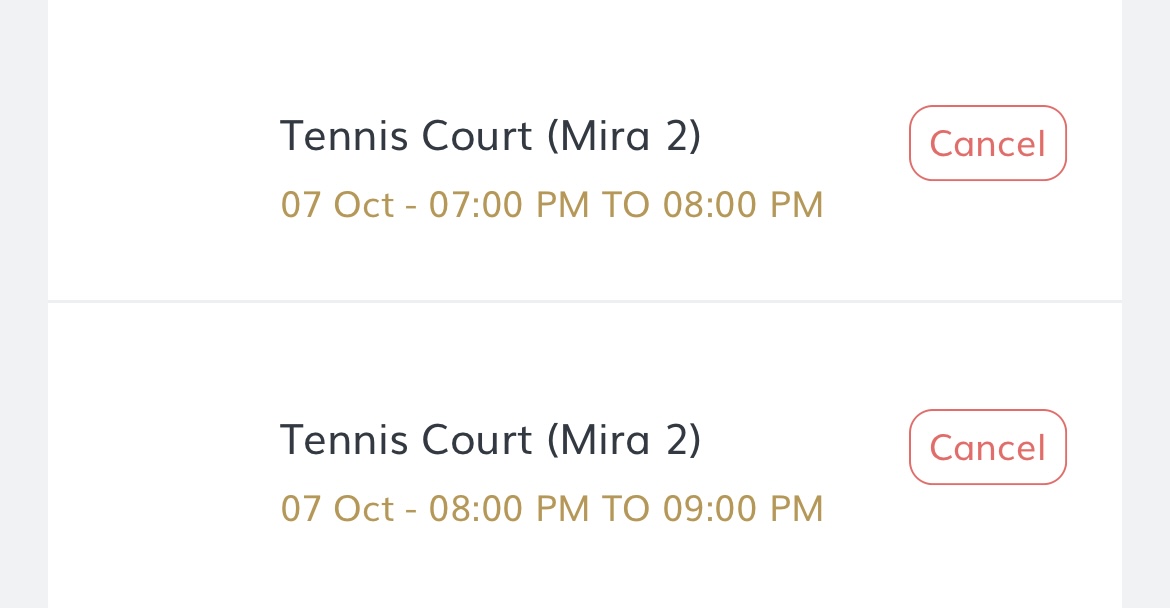 Tennis Court (Mira 2)
Cancel
07 Oct - 07:00 PM TO 08:00 PM
Tennis Court (Mira 2)
Cancel
07 Oct - 08:00 PM TO 09:00 PM